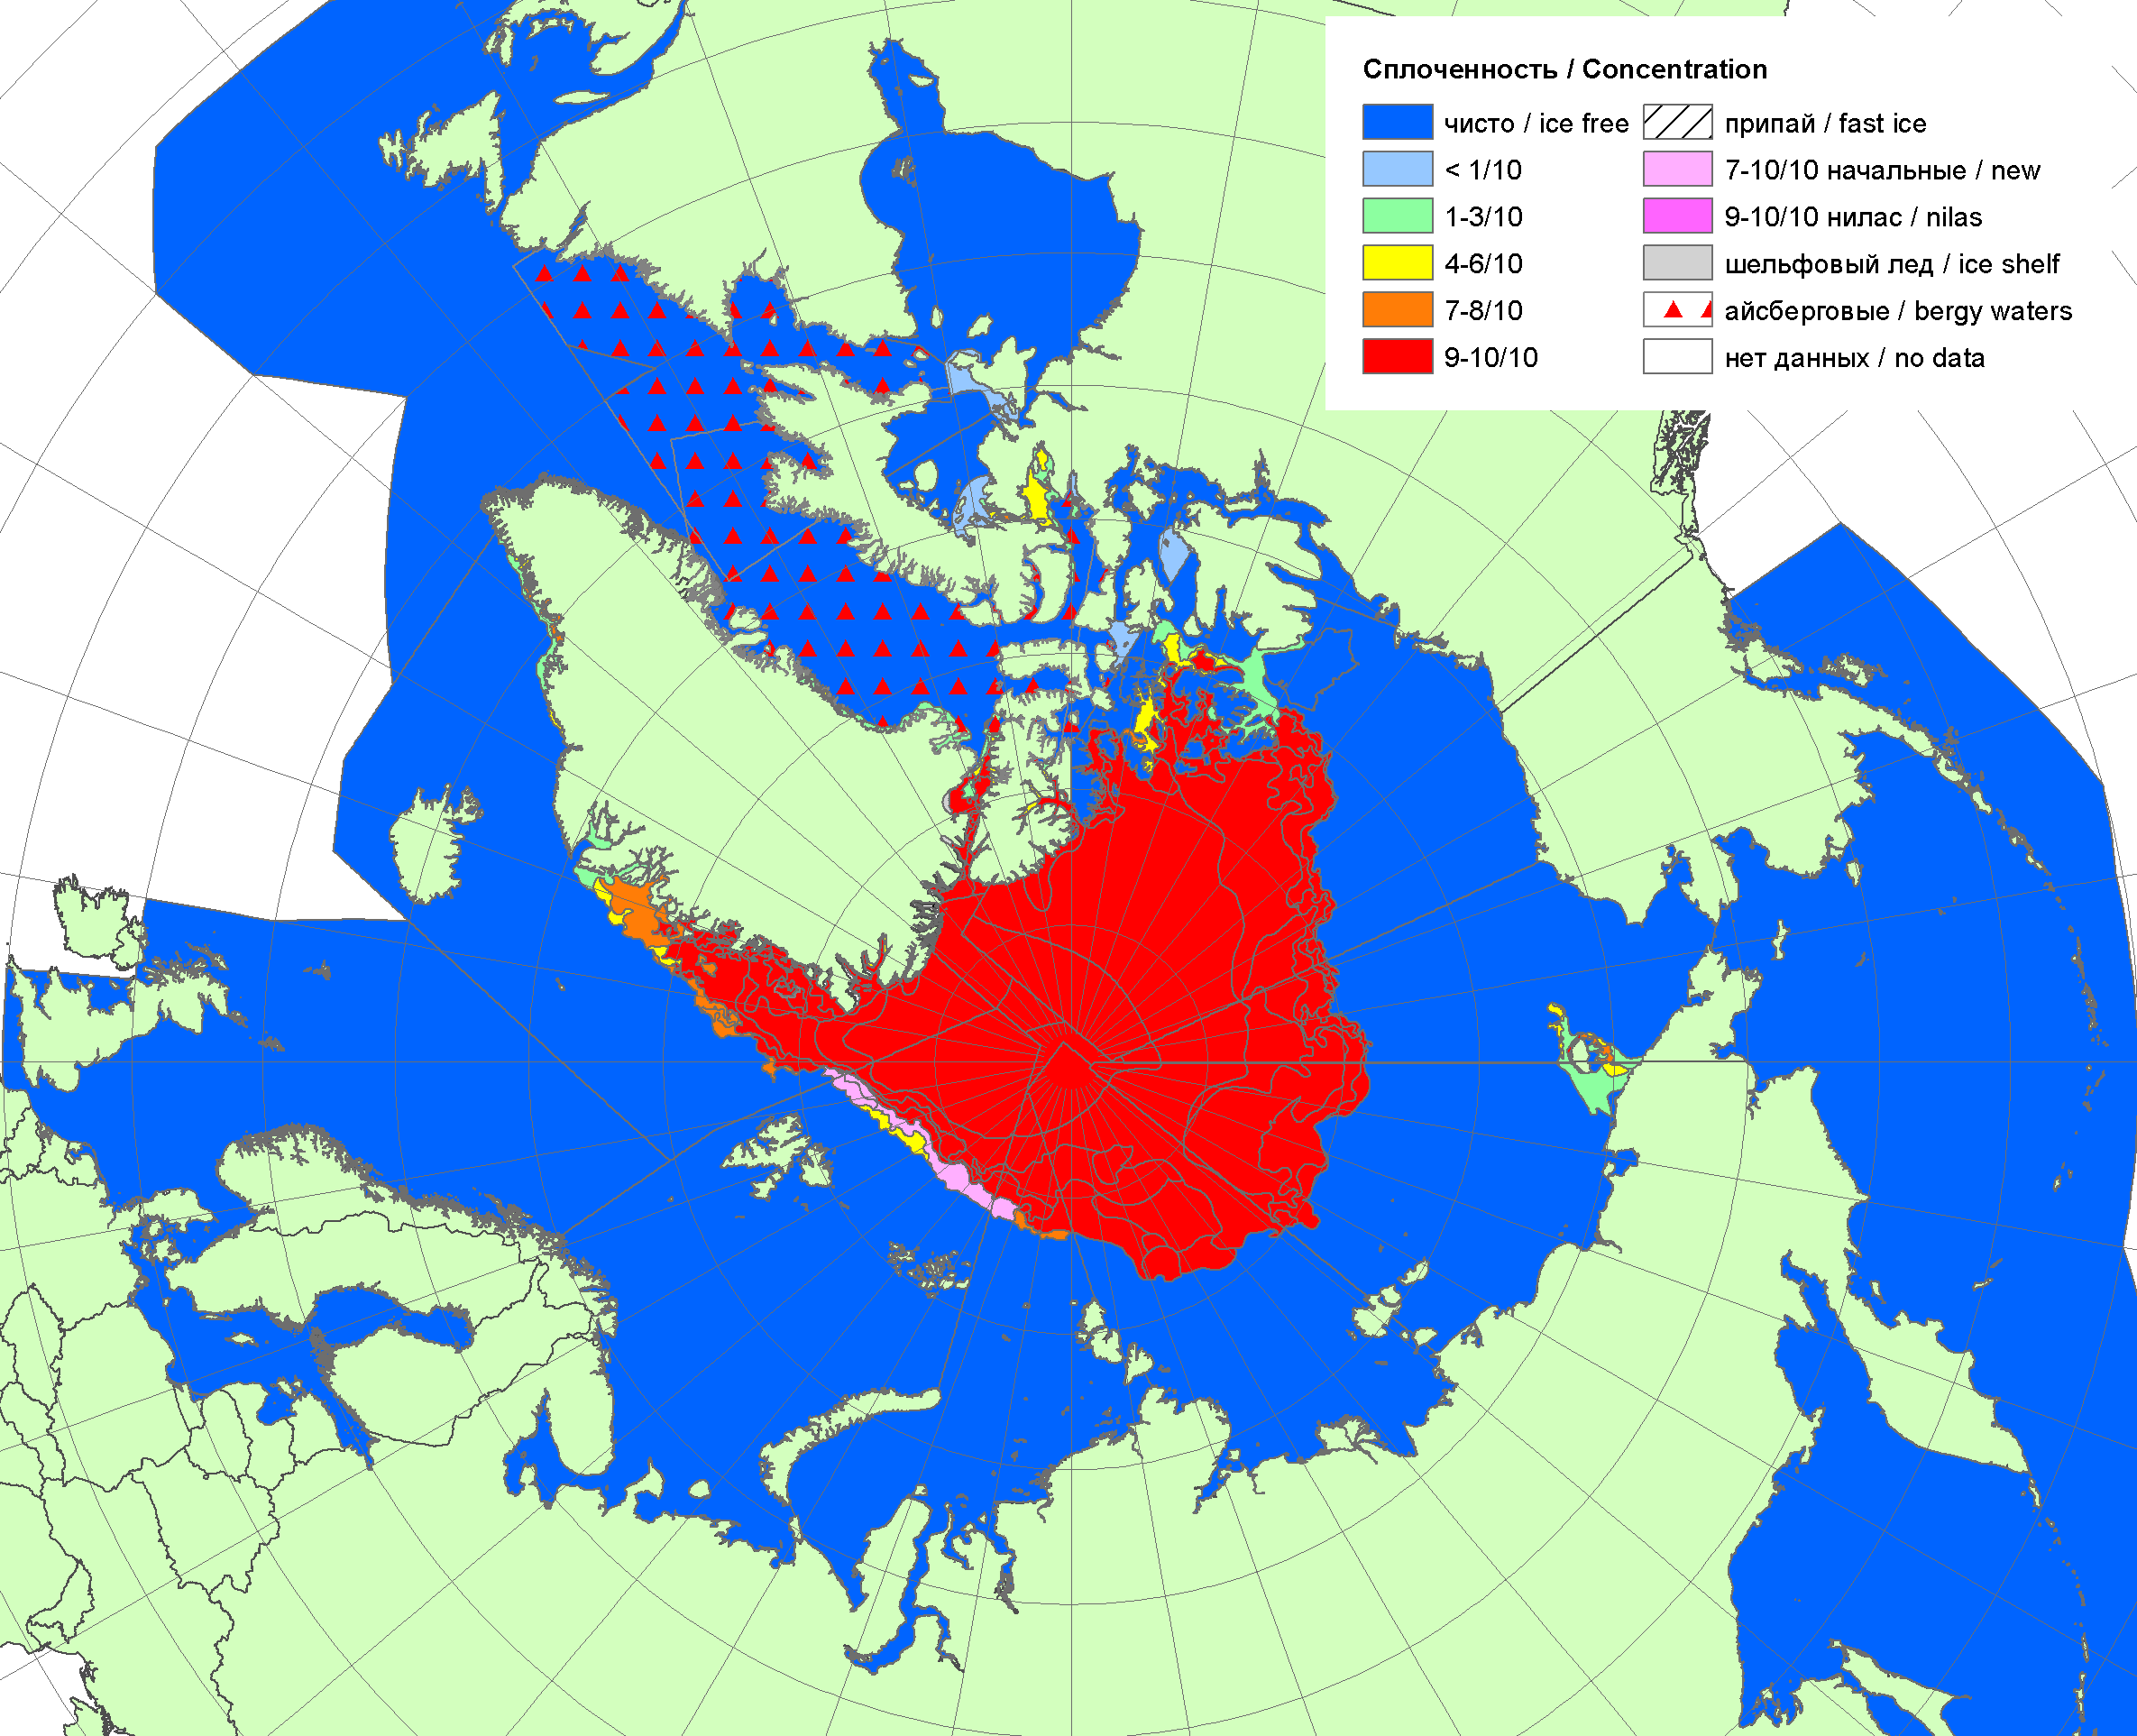 Сплоченность / Concentration
чисто / ice free
< 1/10
1-3/10
4-6/10
7-8/10
9-10/10
припай / fast ice
7-10/10 начальные / new
9-10/10 нилас / nilas
шельфовый лед / ice shelf
айсберговые / bergy waters
нет данных / no data